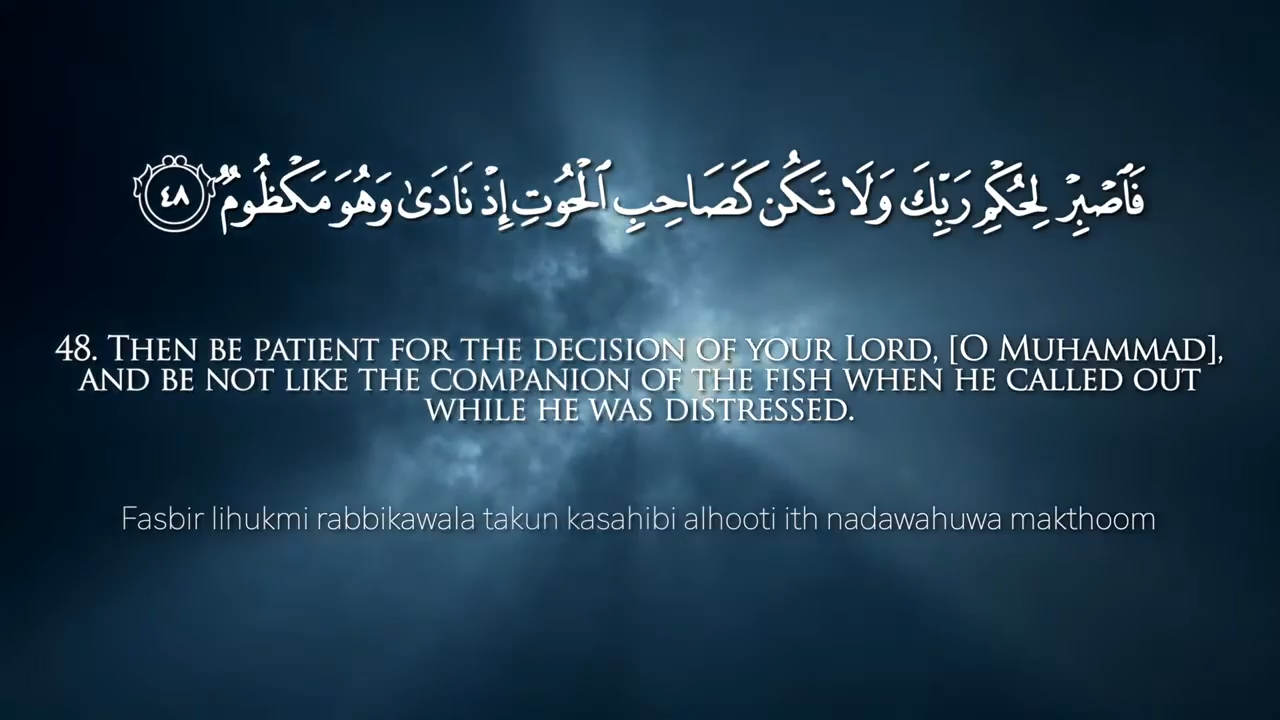 فَٱصْبِرْ لِحُكْمِ رَبِّكَ وَلَا تَكُن كَصَاحِبِ ٱلْحُوتِ إِذْ نَادَىٰ وَهُوَ مَكْظُومٌ ٤٨
48. Then be patient for the decision of your Lord, [O Muhammad],
and be not like the companion of the fish when he called out
while he was distressed.
Fasbir lihukmi rabbikawala takun kasahibi alhooti ith nadawahuwa makthoom